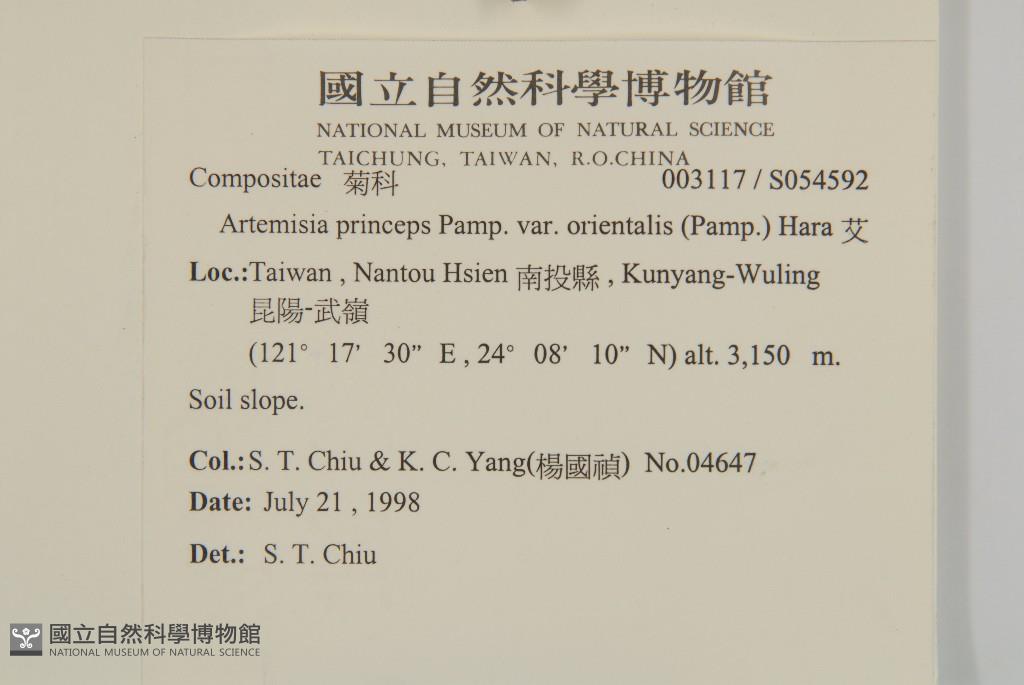 國立自然科學博物館
NATIONAL MUSEUM OF NATURAL SCIENCE
TAICHUNG, TAIWAN, R.O.CHINA
Compositae 菊科 003117 / S054592
Artemisia princeps Pamp. var. orientalis (Pamp.) Hara 艾
Loc.:Taiwan , Nantou Hsien 南投縣 , Kunyang-Wuling
昆陽-武嶺
(121° 17’ 30” E , 24° 08’ 10” N) alt. 3,150 m.
Soil slope.
Col.: S. T. Chiu & K. C. Yang(楊國禎) No.04647
Date: July 21 , 1998
Det.: S. T. Chiu
國立自然科學博物館
NATIONAL MUSEUM OF NATURAL SCIENCE